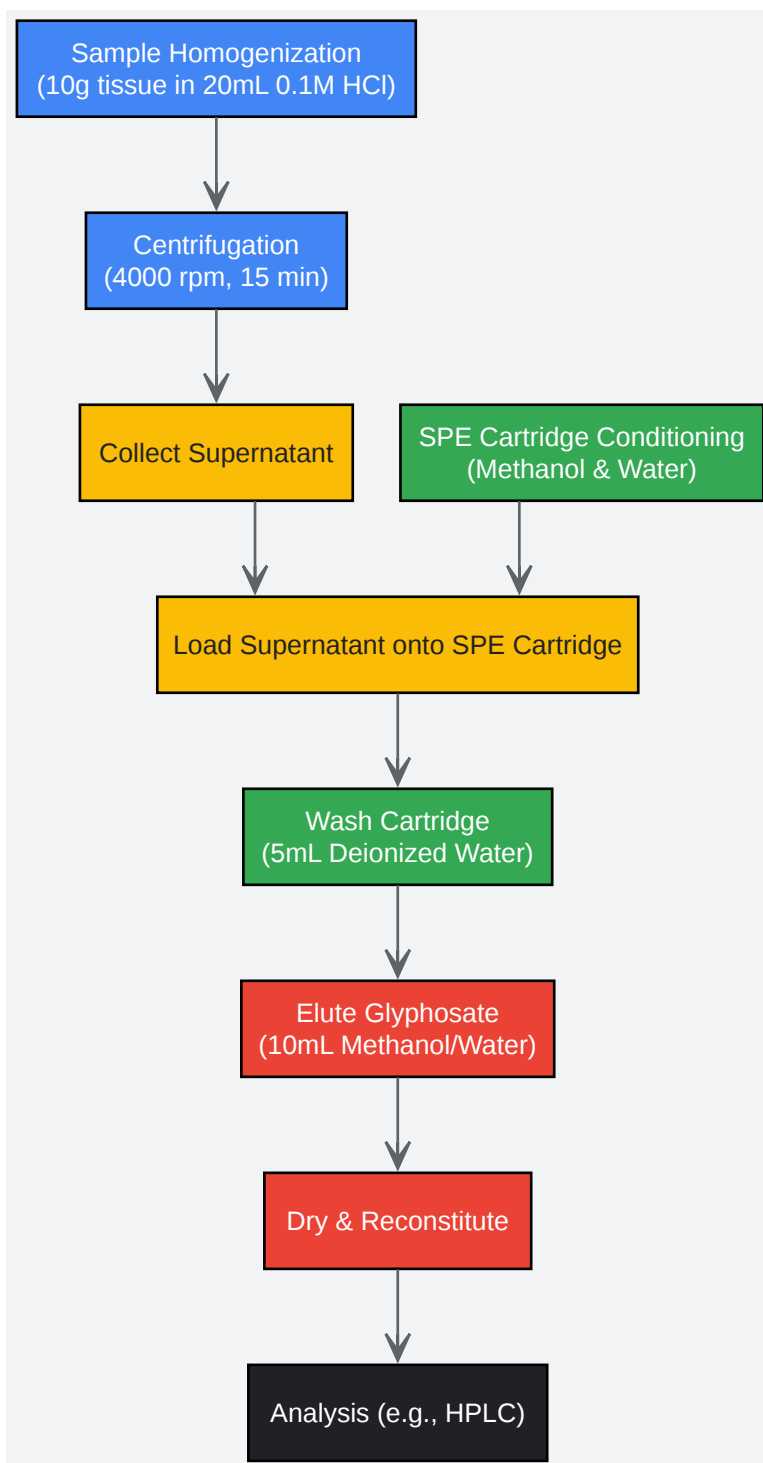 Sample Homogenization
(10g tissue in 20mL 0.1M HCl)
Centrifugation
(4000 rpm, 15 min)
Collect Supernatant
SPE Cartridge Conditioning
(Methanol & Water)
Load Supernatant onto SPE Cartridge
Wash Cartridge
(5mL Deionized Water)
Elute Glyphosate
(10mL Methanol/Water)
Dry & Reconstitute
Analysis (e.g., HPLC)